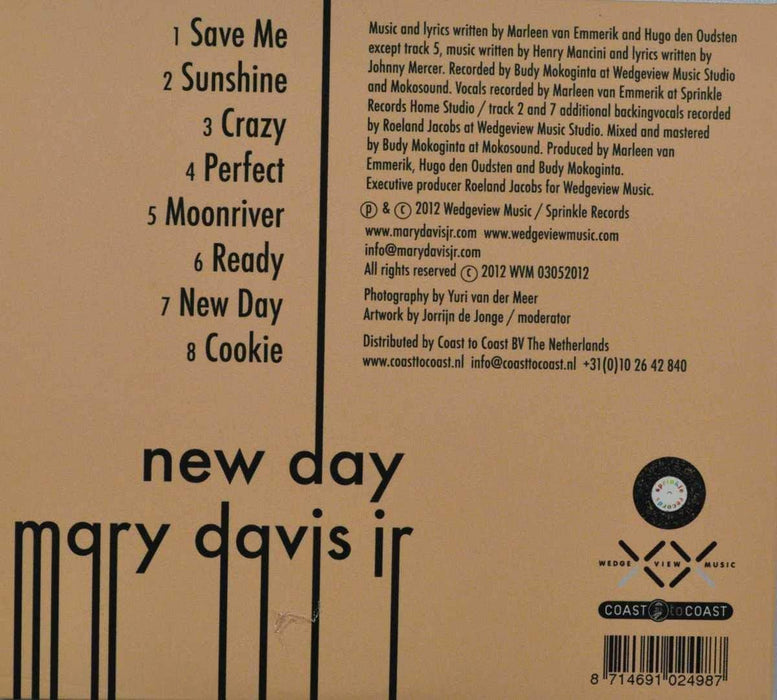 1 Save Me
2 Sunshine
3 Crazy
4 Perfect
5 Moonriver
6 Ready
7 New Day
8 Cookie
Music and lyrics written by Marleen van Emmerik and Hugo den Oudsten
except track 5, music written by Henry Mancini and lyrics written by
Johnny Mercer. Recorded by Budy Mokoginta at Wedgeview Music Studio
and Mokosound. Vocals recorded by Marleen van Emmerik at Sprinkle
Records Home Studio / track 2 and 7 additional backingvocals recorded
by Roeland Jacobs at Wedgeview Music Studio. Mixed and mastered
by Budy Mokoginta at Mokosound. Produced by Marleen van
Emmerik, Hugo den Oudsten and Budy Mokoginta.
Executive producer Roeland Jacobs for Wedgeview Music.
℗ & © 2012 Wedgeview Music / Sprinkle Records
www.marydavisjr.com www.wedgeviewmusic.com
info@marydavisjr.com
All rights reserved © 2012 WVM 03052012
Photography by Yuri van der Meer
Artwork by Jorrijn de Jonge / moderator
Distributed by Coast to Coast BV The Netherlands
www.coasttocoast.nl info@coasttocoast.nl +31(0)10 26 42 840
new day
mary davis jr
sprinkle records
WEDGE VIEW MUSIC
COAST to COAST
8 714691 024987